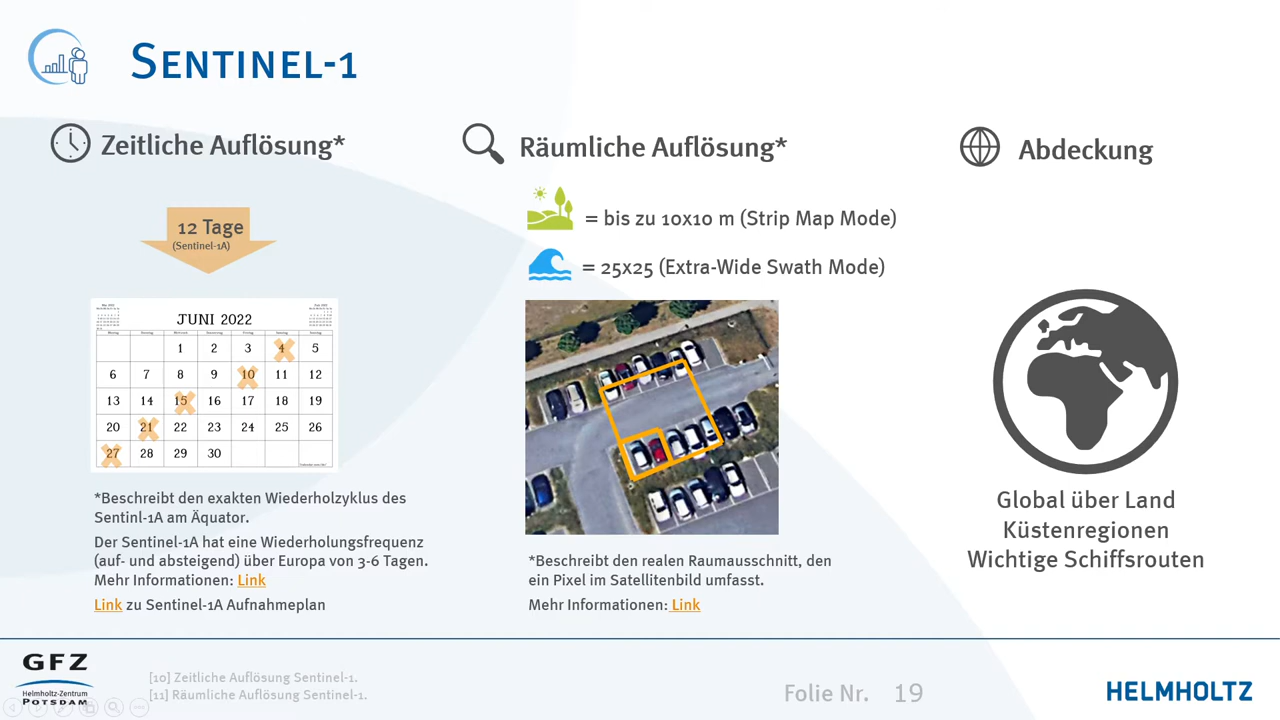 SENTINEL-1
Zeitliche Auflösung*
12 Tage
(Sentinel-1A)
JUNI 2022
1 2 3 4 5
6 7 8 9 10 11 12
13 14 15 16 17 18 19
20 21 22 23 24 25 26
27 28 29 30
*Beschreibt den exakten Wiederholzyklus des
Sentinl-1A am Äquator.
Der Sentinel-1A hat eine Wiederholungsfrequenz
(auf- und absteigend) über Europa von 3-6 Tagen.
Mehr Informationen: Link
Link zu Sentinel-1A Aufnahmeplan
Räumliche Auflösung*
= bis zu 10x10 m (Strip Map Mode)
= 25x25 (Extra-Wide Swath Mode)
*Beschreibt den realen Raumausschnitt, den
ein Pixel im Satellitenbild umfasst.
Mehr Informationen: Link
Abdeckung
Global über Land
Küstenregionen
Wichtige Schiffsrouten
GFZ
Helmholtz-Zentrum
POTSDAM
[10] Zeitliche Auflösung Sentinel-1.
[11] Räumliche Auflösung Sentinel-1.
Folie Nr. 19
HELMHOLTZ